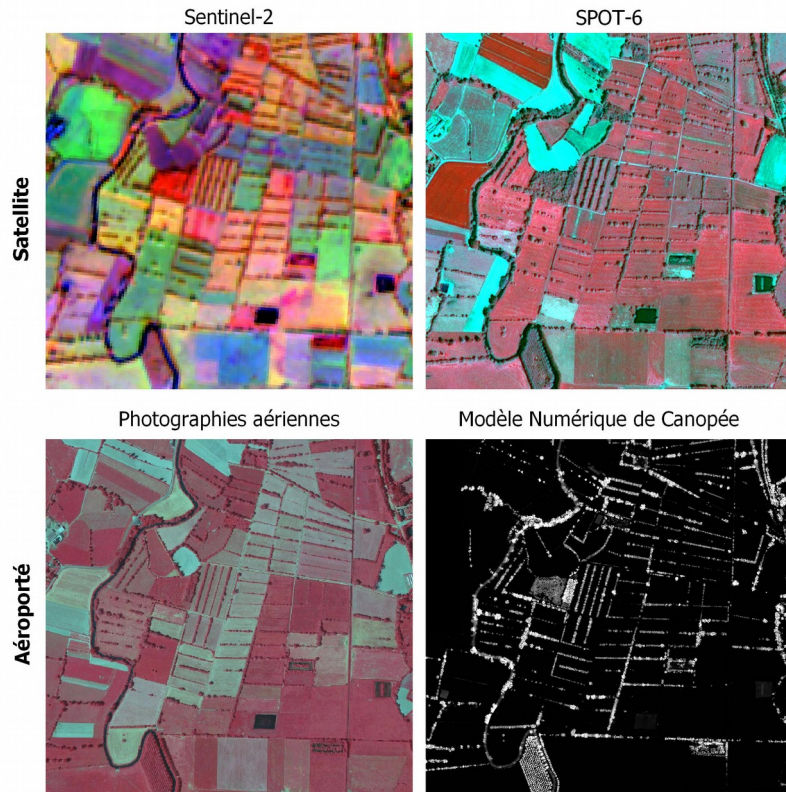 Sentinel-2
SPOT-6
Satellite
Photographies aériennes
Modèle Numérique de Canopée
Aéroporté